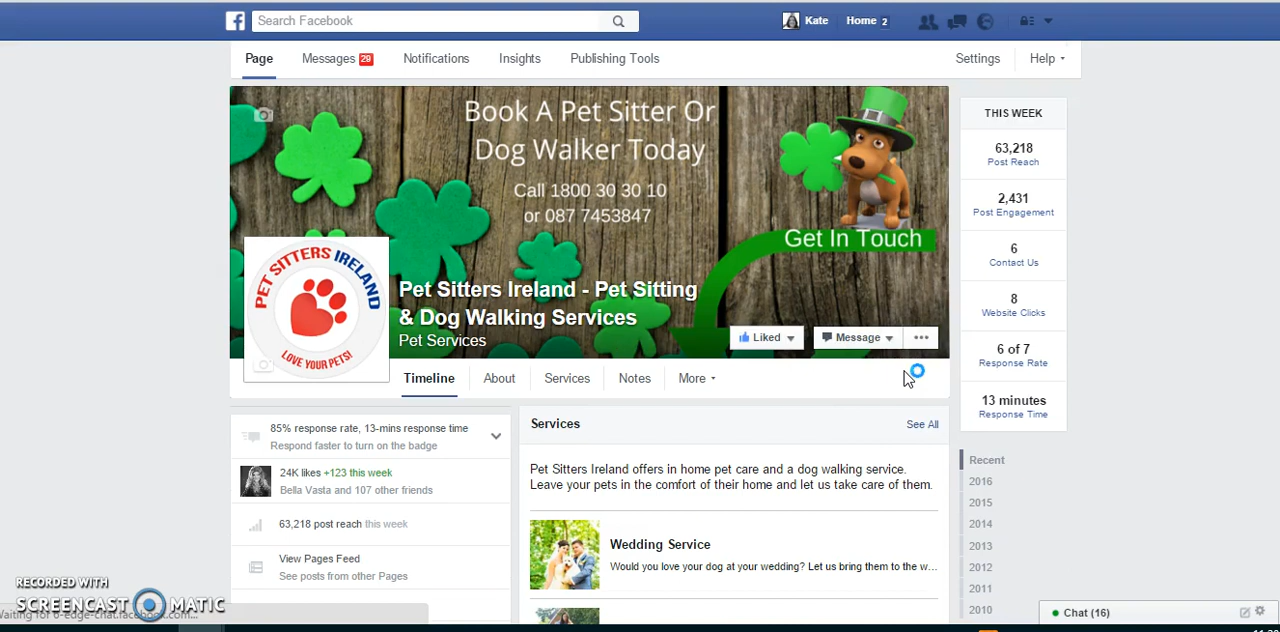 Search Facebook
Kate
Home 2
Page
Messages 29
Notifications
Insights
Publishing Tools
Settings
Help
Book A Pet Sitter Or
Dog Walker Today
Call 1800 30 30 10
or 087 7453847
Get In Touch
PET SITTERS IRELAND
LOVE YOUR PETS!
Pet Sitters Ireland - Pet Sitting
& Dog Walking Services
Pet Services
Liked
Message
Timeline
About
Services
Notes
More
THIS WEEK
63,218
Post Reach
2,431
Post Engagement
6
Contact Us
8
Website Clicks
6 of 7
Response Rate
13 minutes
Response Time
Recent
2016
2015
2014
2013
2012
2011
2010
85% response rate, 13-mins response time
Respond faster to turn on the badge
24K likes +123 this week
Bella Vasta and 107 other friends
63,218 post reach this week
View Pages Feed
See posts from other Pages
Services
See All
Pet Sitters Ireland offers in home pet care and a dog walking service.
Leave your pets in the comfort of their home and let us take care of them.
Wedding Service
Would you love your dog at your wedding? Let us bring them to the w...
RECORDED WITH
SCREENCAST MATIC
Waiting for 0-edge-chat.facebook.com...
Chat (16)